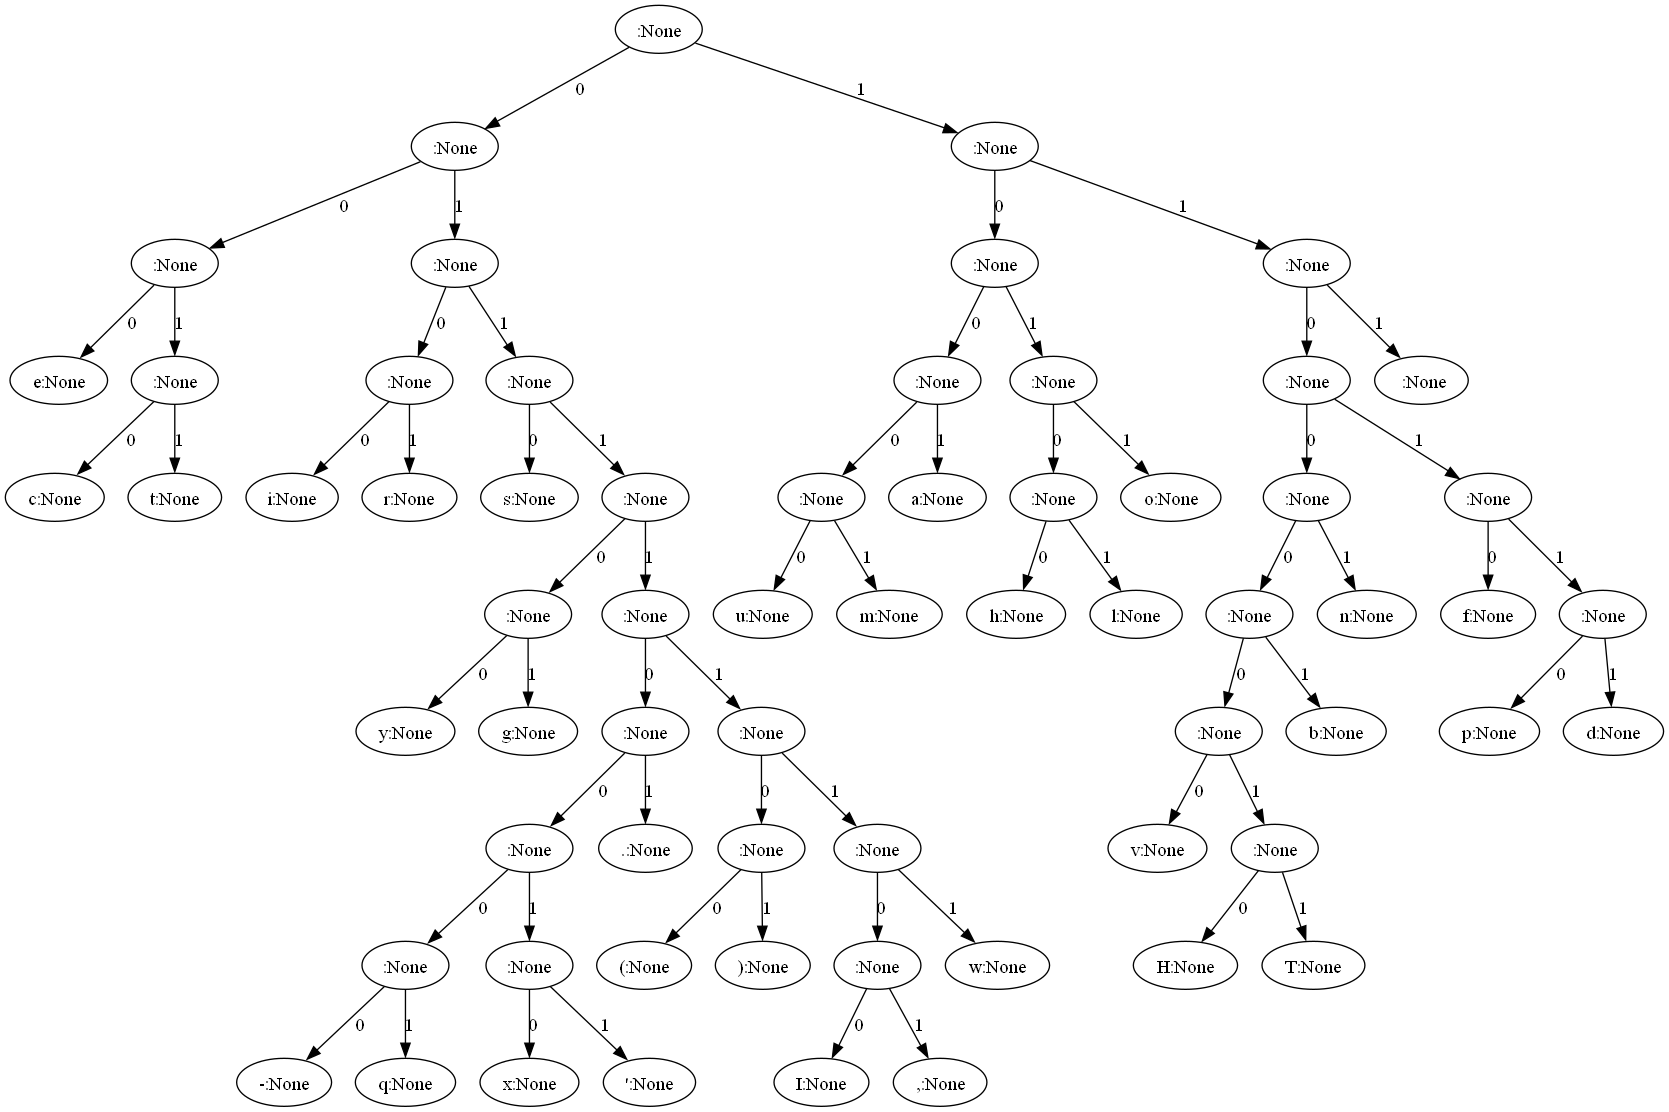 :None
0 1
:None :None
0 1 0 1
:None :None :None :None
0 1 0 1 0 1 0 1
e:None :None :None :None :None :None :None :None
0 1 0 1 0 1 0 1 0 1 0 1
c:None t:None i:None r:None s:None :None :None a:None :None o:None :None :None
0 1 0 1 0 1 0 1 0 1
:None :None u:None m:None h:None l:None :None n:None f:None :None
0 1 0 1 0 1 0 1
y:None g:None :None :None :None b:None p:None d:None
0 1 0 1 0 1
:None .:None :None :None v:None :None
0 1 0 1 0 1 0 1
:None :None (:None ):None :None w:None H:None T:None
0 1 0 1 0 1
-:None q:None x:None ':None I:None ,:None